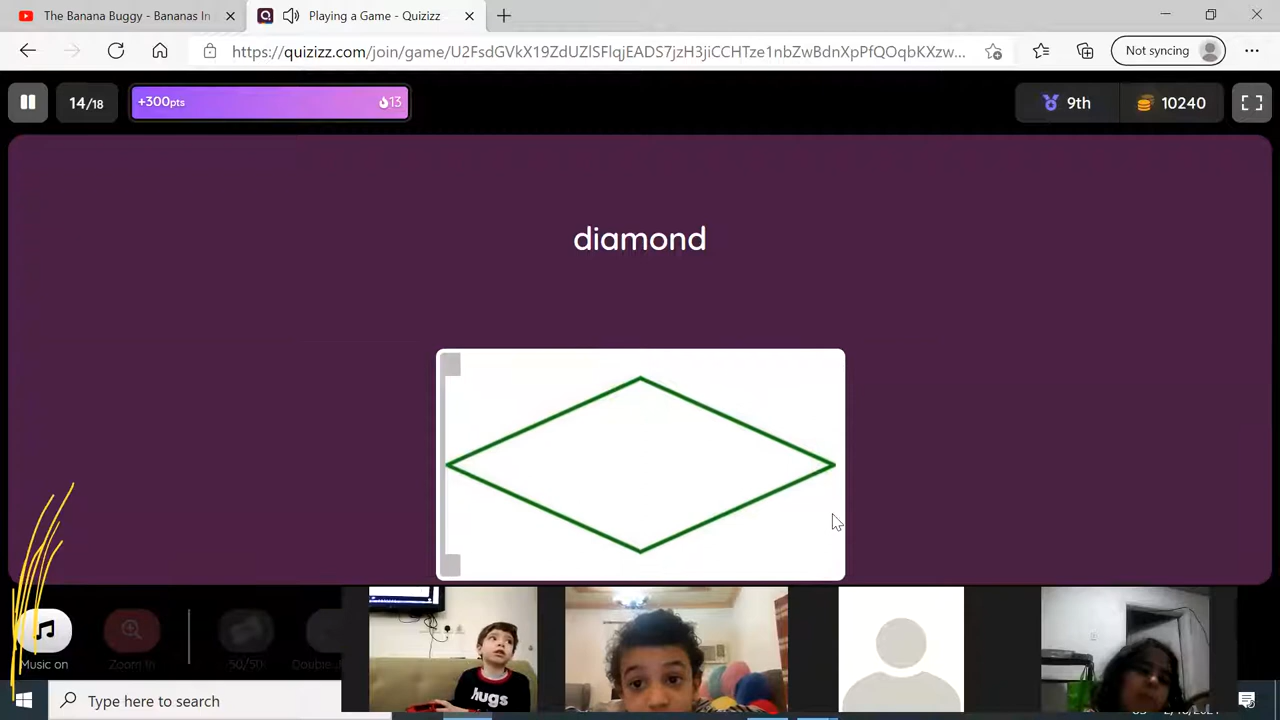 The Banana Buggy - Bananas In
Playing a Game - Quizizz
https://quizizz.com/join/game/U2FsdGVkX19ZdUZlSFlqjEADS7jzH3jiCCHTze1nbZwBdnXpPfQOqbKXzw...
Not syncing
14/18
+300pts
13
9th
10240
diamond
hugs
Music on
Zoom In
50/50
Double
Type here to search